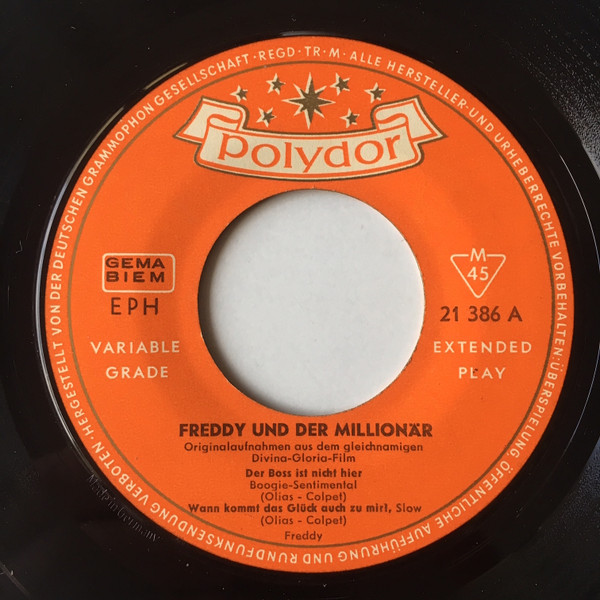 HERGESTELLT VON DER DEUTSCHEN GRAMMOPHON GESELLSCHAFT · REGD · TR · M · ALLE HERSTELLER- UND URHEBERRECHTE VORBEHALTEN · ÜBERSPIELUNG ÖFFENTLICHE AUFFÜHRUNG UND RUNDFUNKSENDUNG VERBOTEN ·
polydor
GEMA
BIEM
EPH
VARIABLE
GRADE
M
45
21 386 A
EXTENDED
PLAY
FREDDY UND DER MILLIONÄR
Originalaufnahmen aus dem gleichnamigen
Divina-Gloria-Film
Der Boss ist nicht hier
Boogie-Sentimental
(Olias - Colpet)
Wann kommt das Glück auch zu mir!, Slow
(Olias - Colpet)
Freddy
Made in Germany